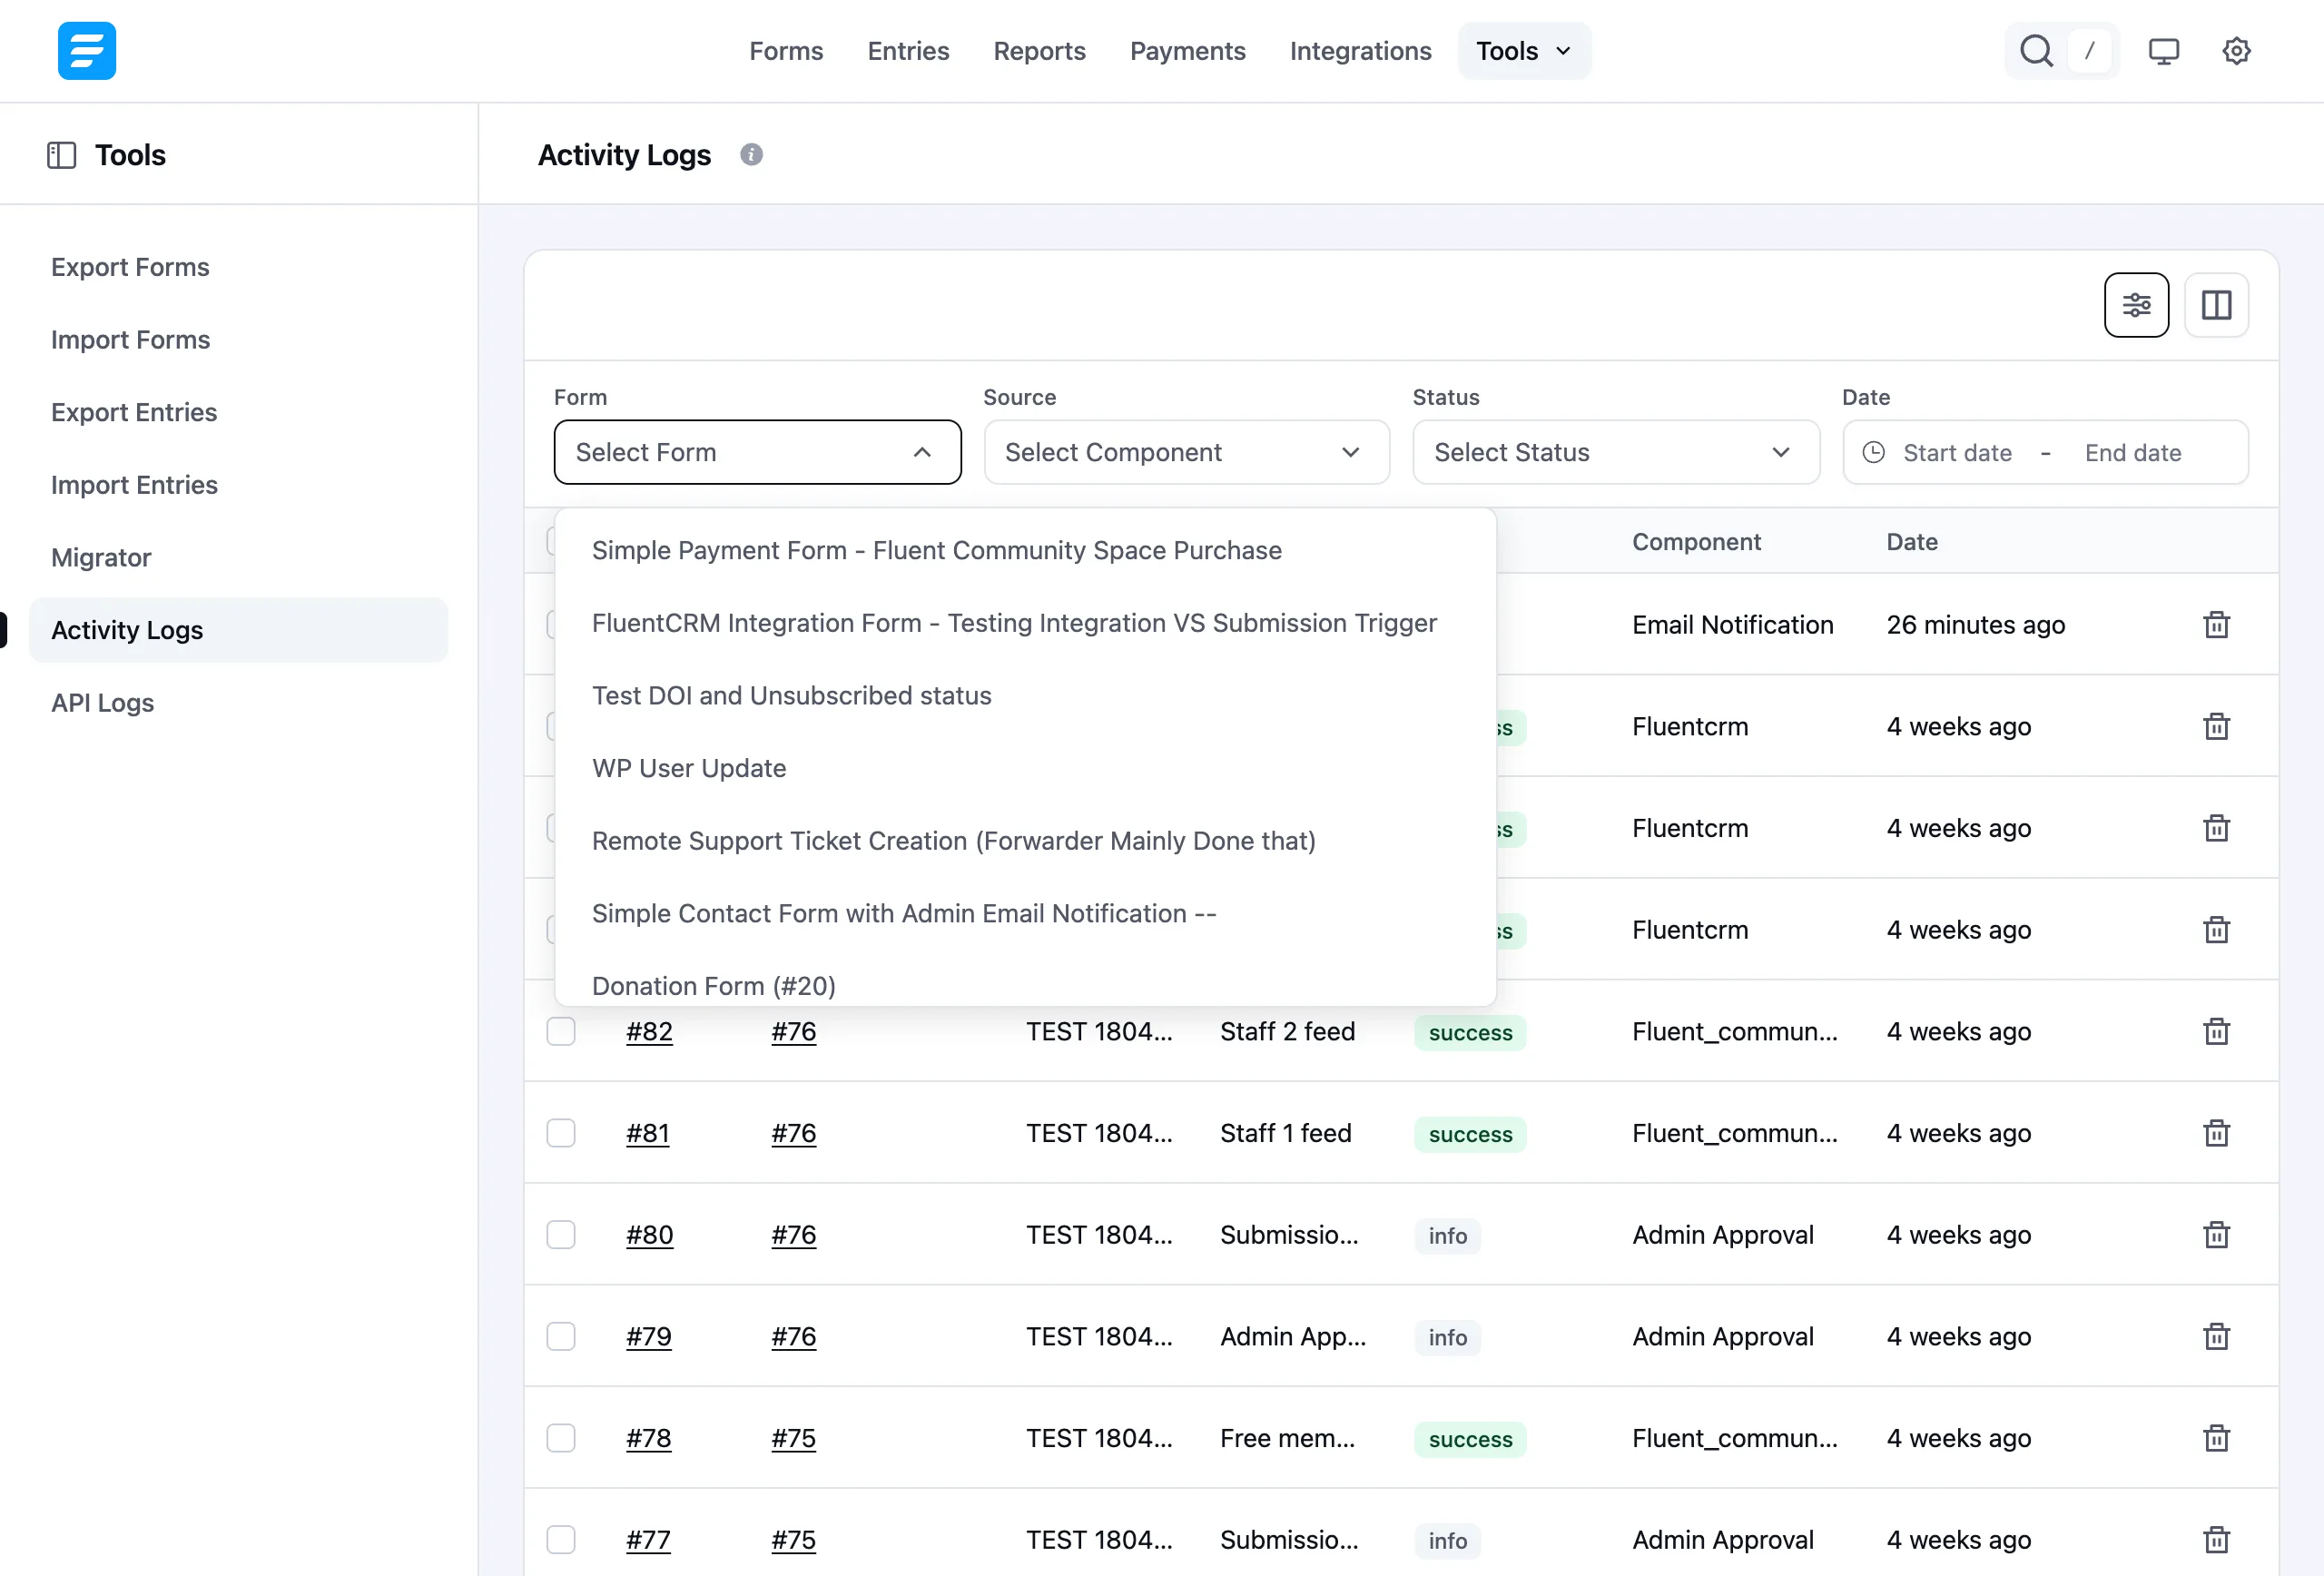 Forms Entries Reports Payments Integrations Tools /
Tools
Activity Logs
Export Forms
Import Forms
Export Entries
Import Entries
Migrator
Activity Logs
API Logs
Form Source Status Date
Select Form Select Component Select Status Start date - End date
Component Date
Simple Payment Form - Fluent Community Space Purchase
FluentCRM Integration Form - Testing Integration VS Submission Trigger
Test DOI and Unsubscribed status
WP User Update
Remote Support Ticket Creation (Forwarder Mainly Done that)
Simple Contact Form with Admin Email Notification --
Donation Form (#20)
Email Notification 26 minutes ago
Fluentcrm 4 weeks ago
Fluentcrm 4 weeks ago
Fluentcrm 4 weeks ago
#82 #76 TEST 1804... Staff 2 feed success Fluent_commun... 4 weeks ago
#81 #76 TEST 1804... Staff 1 feed success Fluent_commun... 4 weeks ago
#80 #76 TEST 1804... Submissio... info Admin Approval 4 weeks ago
#79 #76 TEST 1804... Admin App... info Admin Approval 4 weeks ago
#78 #75 TEST 1804... Free mem... success Fluent_commun... 4 weeks ago
#77 #75 TEST 1804... Submissio... info Admin Approval 4 weeks ago